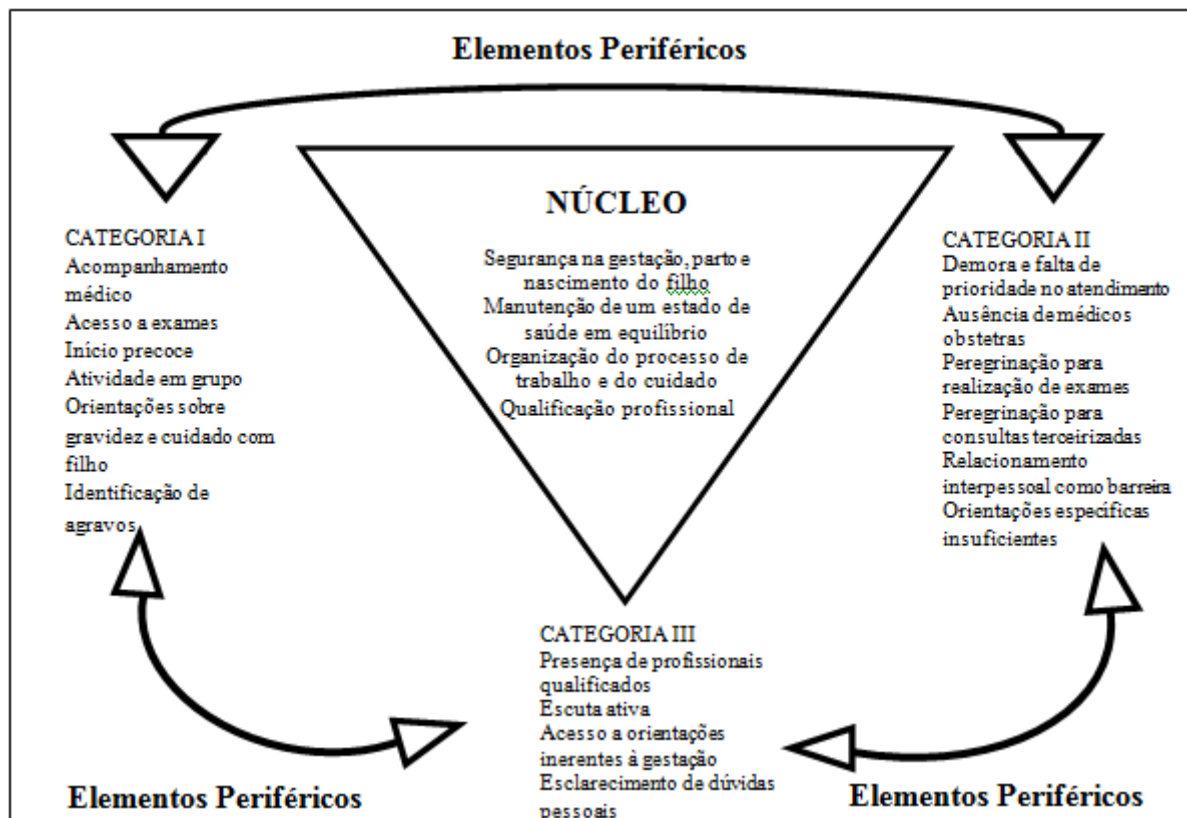 Elementos Periféricos
NÚCLEO
Segurança na gestação, parto e
nascimento do filho
Manutenção de um estado de
saúde em equilíbrio
Organização do processo de
trabalho e do cuidado
Qualificação profissional
CATEGORIA I
Acompanhamento
médico
Acesso a exames
Início precoce
Atividade em grupo
Orientações sobre
gravidez e cuidado com
filho
Identificação de
agravos
CATEGORIA II
Demora e falta de
prioridade no atendimento
Ausência de médicos
obstetras
Peregrinação para
realização de exames
Peregrinação para
consultas terceirizadas
Relacionamento
interpessoal como barreira
Orientações específicas
insuficientes
CATEGORIA III
Presença de profissionais
qualificados
Escuta ativa
Acesso a orientações
inerentes à gestação
Esclarecimento de dúvidas
pessoais
Elementos Periféricos
Elementos Periféricos